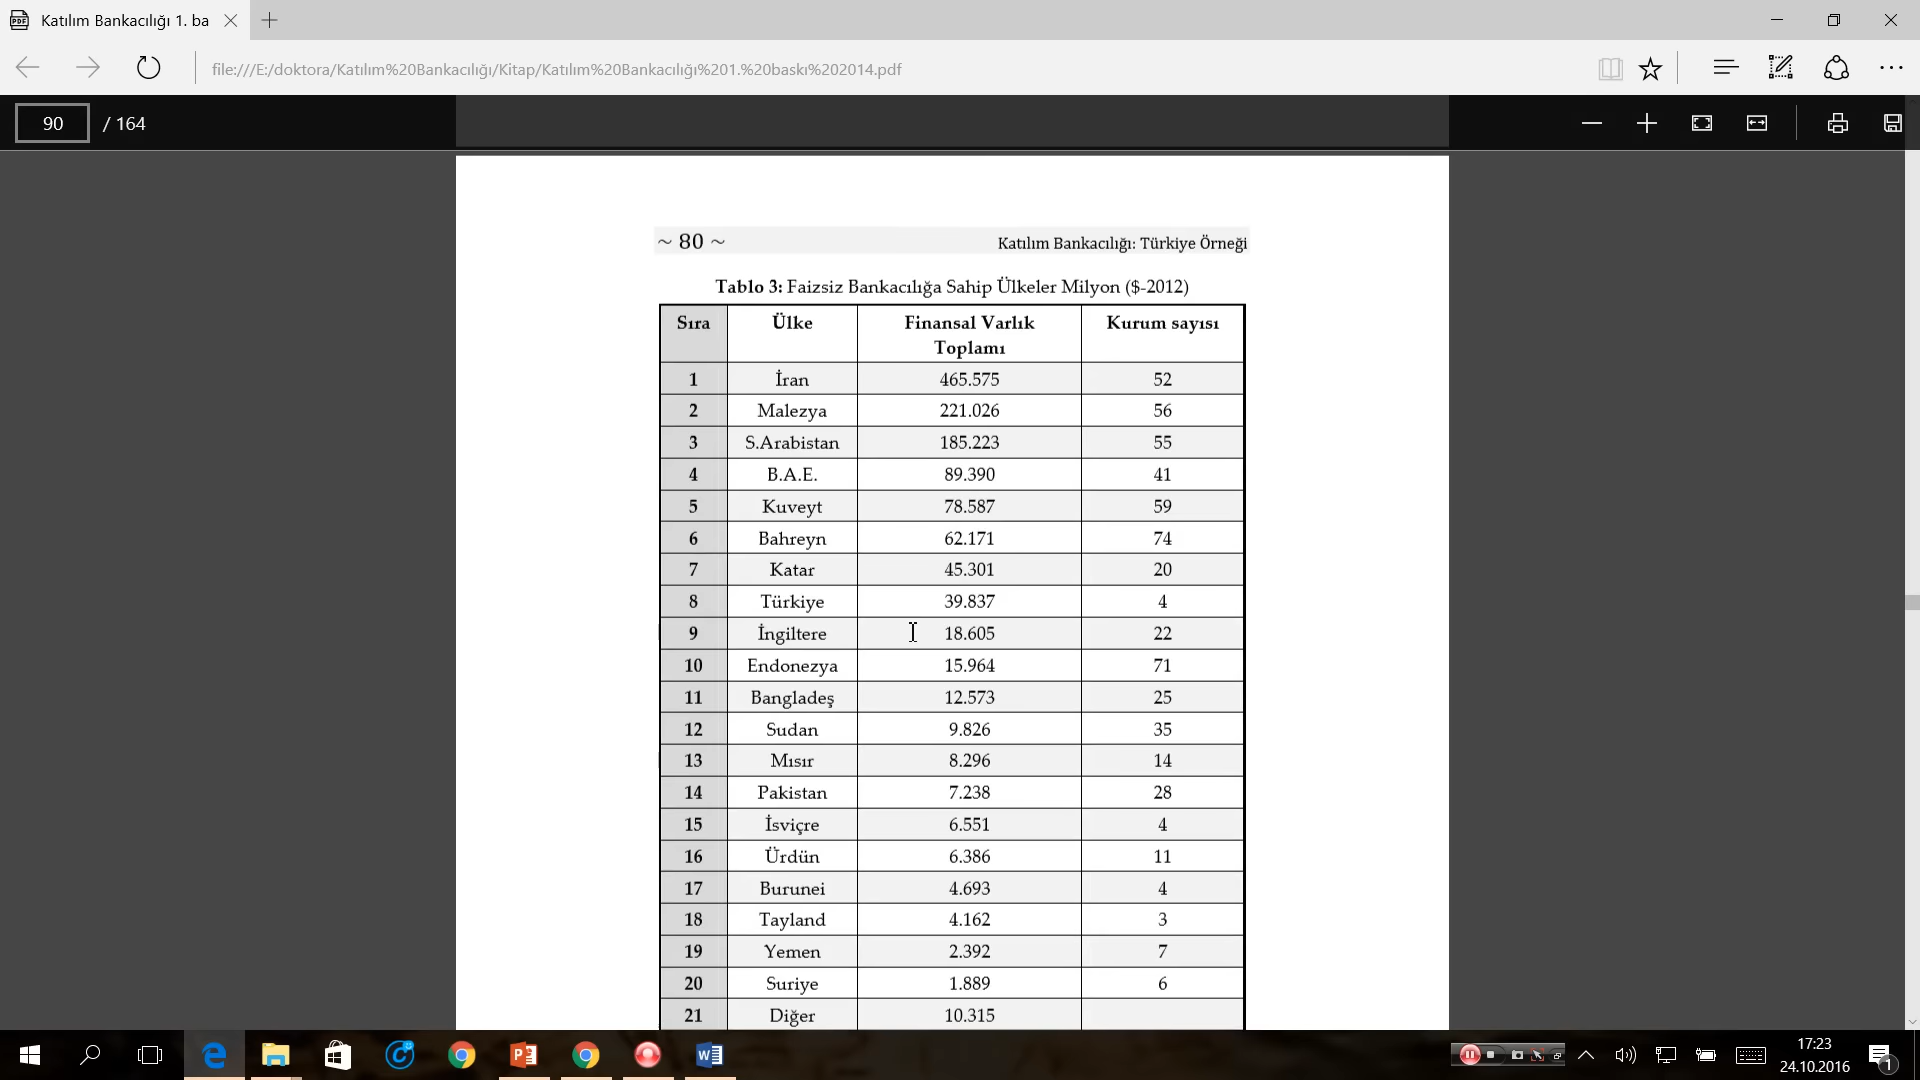 Katılım Bankacılığı 1. ba
file:///E:/doktora/Katılım%20Bankacılığı/Kitap/Katılım%20Bankacılığı%201.%20baskı%202014.pdf
90 / 164
~ 80 ~ Katılım Bankacılığı: Türkiye Örneği
Tablo 3: Faizsiz Bankacılığa Sahip Ülkeler Milyon ($-2012)
Sıra Ülke Finansal Varlık Toplamı Kurum sayısı
1 İran 465.575 52
2 Malezya 221.026 56
3 S.Arabistan 185.223 55
4 B.A.E. 89.390 41
5 Kuveyt 78.587 59
6 Bahreyn 62.171 74
7 Katar 45.301 20
8 Türkiye 39.837 4
9 İngiltere 18.605 22
10 Endonezya 15.964 71
11 Bangladeş 12.573 25
12 Sudan 9.826 35
13 Mısır 8.296 14
14 Pakistan 7.238 28
15 İsviçre 6.551 4
16 Ürdün 6.386 11
17 Burunei 4.693 4
18 Tayland 4.162 3
19 Yemen 2.392 7
20 Suriye 1.889 6
21 Diğer 10.315
17:23
24.10.2016
1